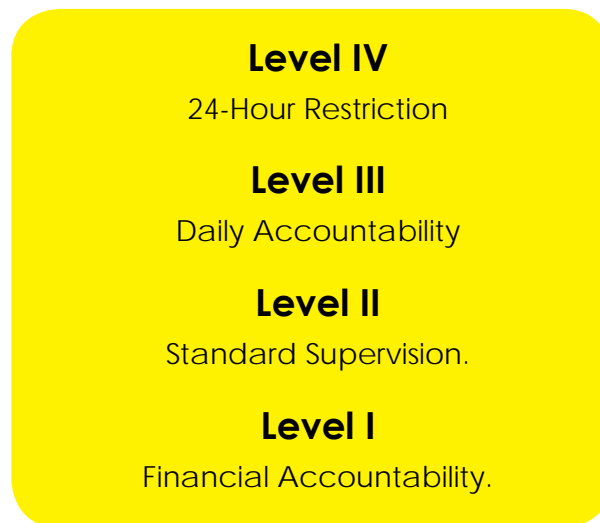 Level IV
24-Hour Restriction
Level III
Daily Accountability
Level II
Standard Supervision.
Level I
Financial Accountability.